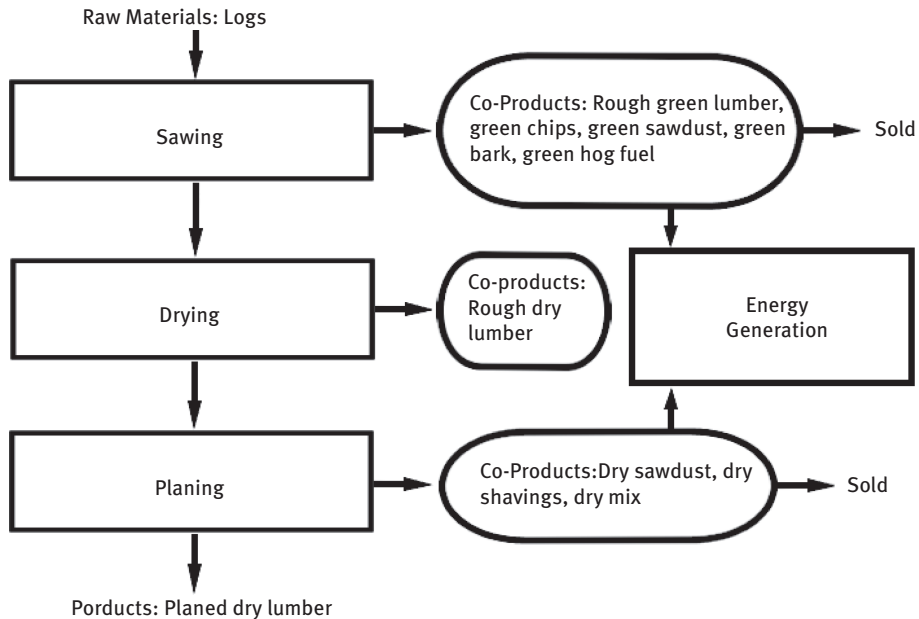 Raw Materials: Logs
Sawing
Co-Products: Rough green lumber,
green chips, green sawdust, green
bark, green hog fuel
Sold
Drying
Co-products:
Rough dry
lumber
Energy
Generation
Planing
Co-Products:Dry sawdust, dry
shavings, dry mix
Sold
Porducts: Planed dry lumber